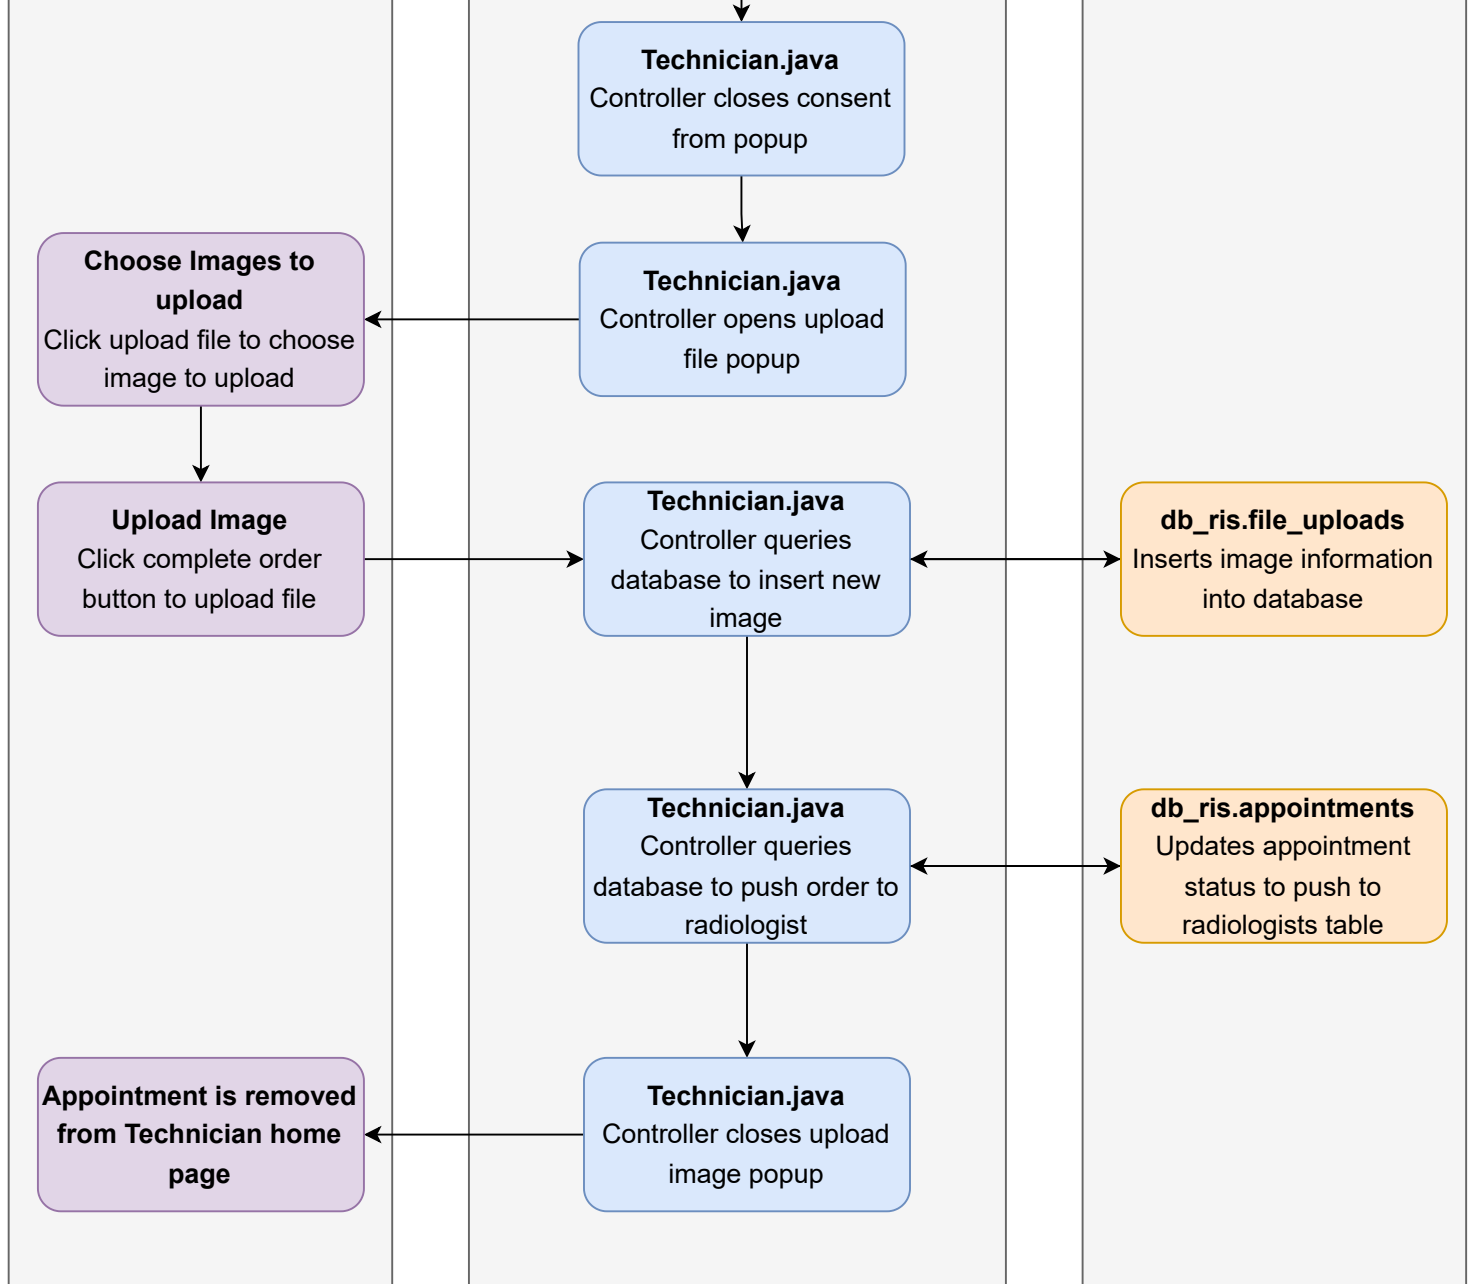 Technician.java
Controller closes consent
from popup
Choose Images to
upload
Click upload file to choose
image to upload
Technician.java
Controller opens upload
file popup
Upload Image
Click complete order
button to upload file
Technician.java
Controller queries
database to insert new
image
db_ris.file_uploads
Inserts image information
into database
Technician.java
Controller queries
database to push order to
radiologist
db_ris.appointments
Updates appointment
status to push to
radiologists table
Appointment is removed
from Technician home
page
Technician.java
Controller closes upload
image popup